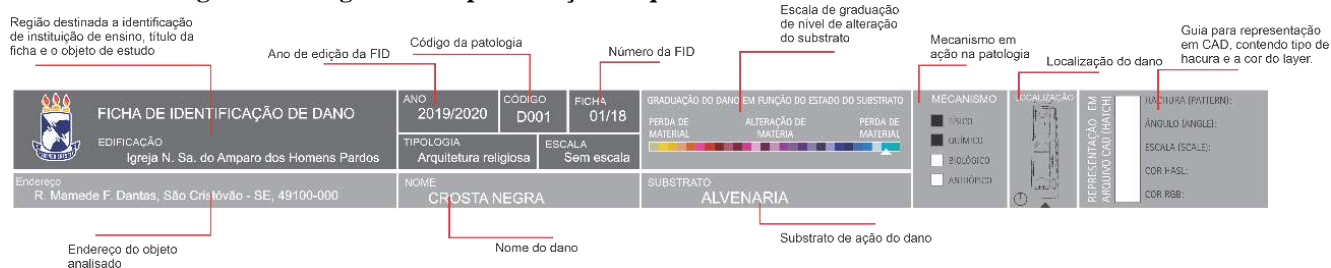 Região destinada a identificação
de instituição de ensino, título da
ficha e o objeto de estudo
Ano de edição da FID
Código da patologia
Número da FID
Escala de graduação
de nível de alteração
do substrato
Mecanismo em
ação na patologia
Localização do dano
Guia para representação
em CAD, contendo tipo de
hacura e a cor do layer.
FICHA DE IDENTIFICAÇÃO DE DANO
EDIFICAÇÃO
Igreja N. Sa. do Amparo dos Homens Pardos
ANO
2019/2020
CÓDIGO
D001
FICHA
01/18
TIPOLOGIA
Arquitetura religiosa
ESCALA
Sem escala
GRADUAÇÃO DO DANO EM FUNÇÃO DO ESTADO DO SUBSTRATO
PERDA DE
MATERIAL
ALTERAÇÃO DE
MATERIA
PERDA DE
MATERIAL
MECANISMO
FÍSICO
QUÍMICO
BIOLÓGICO
ANTRÓPICO
LOCALIZAÇÃO
REPRESENTAÇÃO EM
ARQUIVO CAD (HATCH)
HACHURA (PATTERN):
ÂNGULO (ANGLE):
ESCALA (SCALE):
COR HASL:
COR RGB:
Endereço
R. Mamede F. Dantas, São Cristóvão - SE, 49100-000
NOME
CROSTA NEGRA
SUBSTRATO
ALVENARIA
Endereço do objeto
analisado
Nome do dano
Substrato de ação do dano